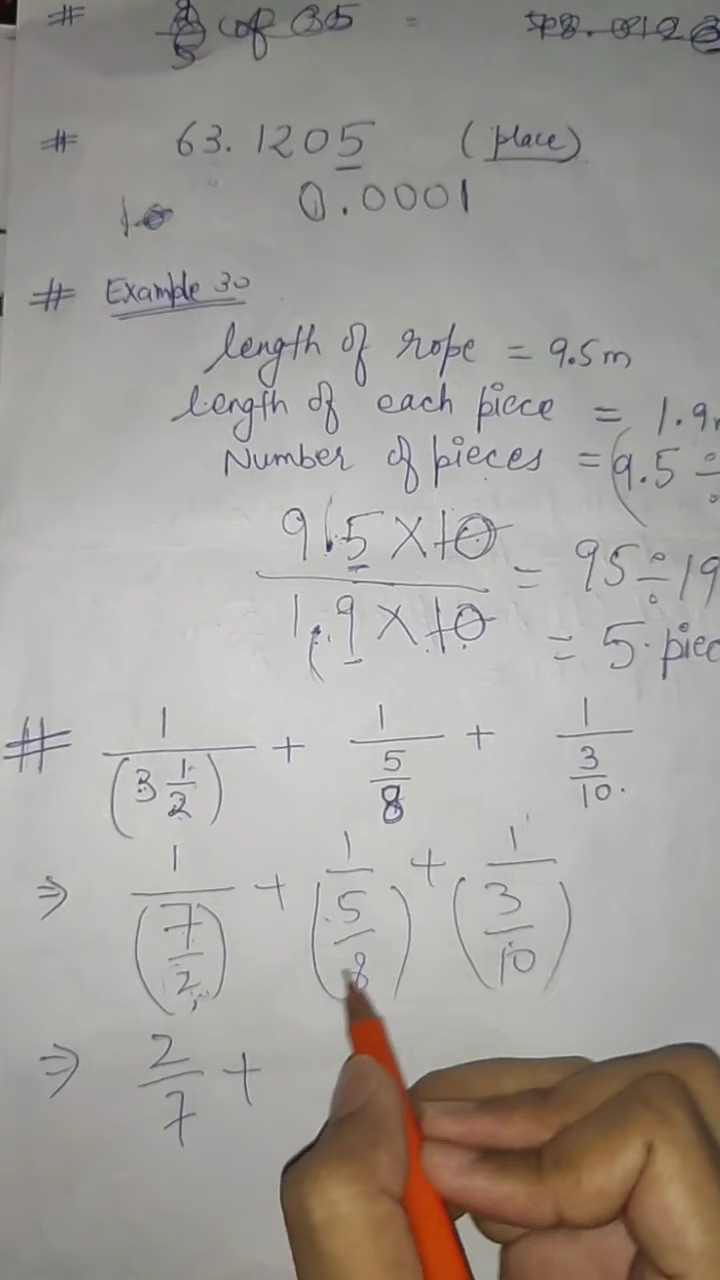 # of 35 =
# 63.1205 (place)
0.0001
# Example 30
length of rope = 9.5m
length of each piece = 1.9
Number of pieces = (9.5 ÷
9.5 × 10 / 1.9 × 10 = 95 ÷ 19
= 5 piec
# 1/(3 1/2) + 1/(5/8) + 1/(3/10)
⇒ 1/(7/2) + 1/(5/8) + 1/(3/10)
⇒ 2/7 +